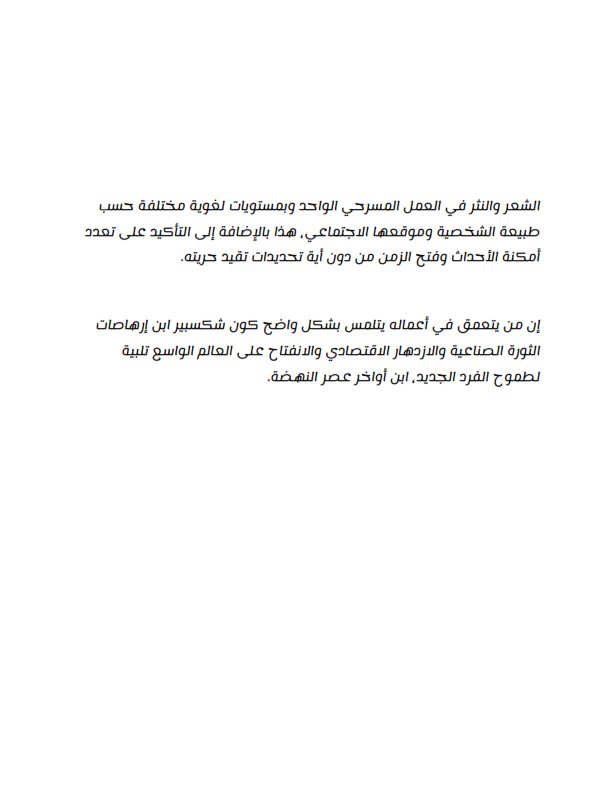 الشعر والنثر في العمل المسرحي الواحد وبمستويات لغوية مختلفة حسب
طبيعة الشخصية وموقعها الاجتماعي، هذا بالإضافة إلى التأكيد على تعدد
أمكنة الأحداث وفتح الزمن من دون أية تحديدات تقيد حريته.
إن من يتعمق في أعماله يتلمس بشكل واضح كون شكسبير ابن إرهاصات
الثورة الصناعية والازدهار الاقتصادي والانفتاح على العالم الواسع تلبية
لطموح الفرد الجديد، ابن أواخر عصر النهضة.